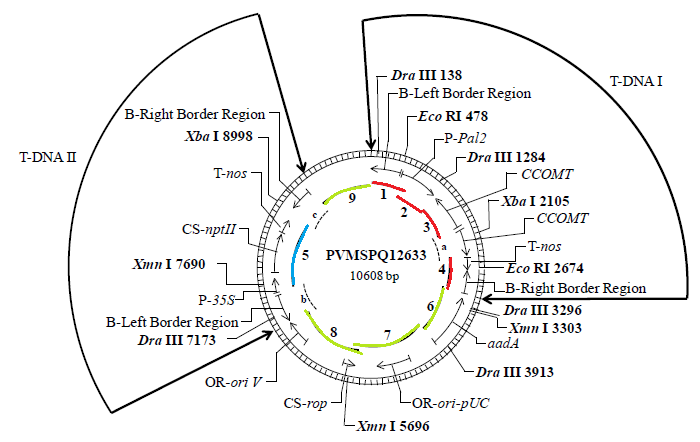 Dra III 138
T-DNA I
B-Left Border Region
B-Right Border Region
Eco RI 478
Xba I 8998
P-Pal2
T-DNA II
Dra III 1284
T-nos
CCOMT
9
1
2
Xba I 2105
c
3
CCOMT
CS-nptII
a
5
PVMSPQ12633
T-nos
Xmn I 7690
4
Eco RI 2674
10608 bp
B-Right Border Region
P-35S
b
6
Dra III 3296
B-Left Border Region
Xmn I 3303
8
7
Dra III 7173
aadA
Dra III 3913
OR-ori V
CS-rop
OR-ori-pUC
Xmn I 5696